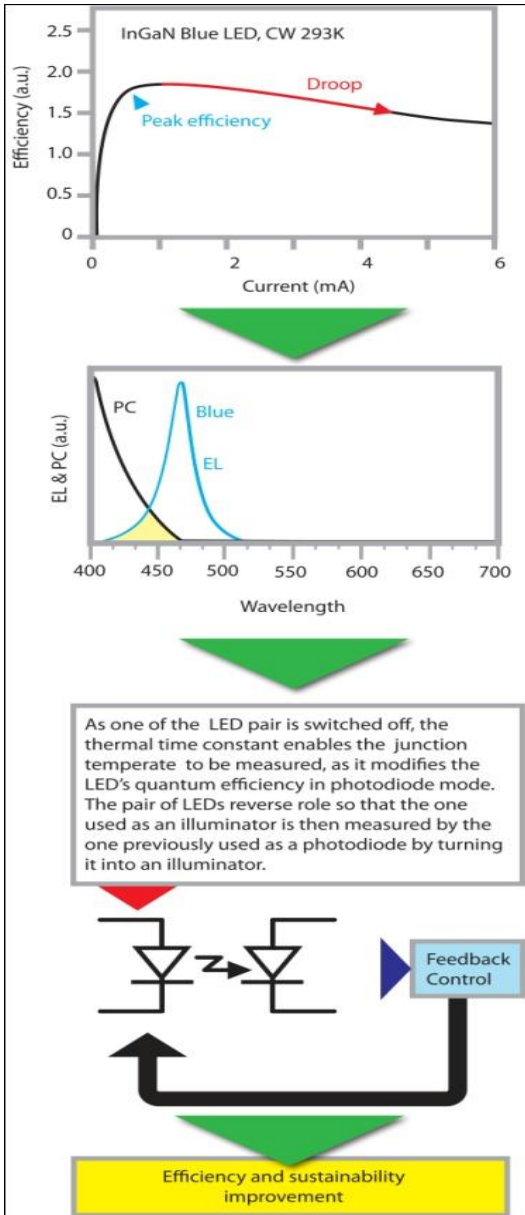 2.5
InGaN Blue LED, CW 293K
2.0
Droop
1.5
Peak efficiency
1.0
0.5
0
Efficiency (a.u.)
0 2 4 6
Current (mA)
PC
Blue
EL
EL & PC (a.u.)
400 450 500 550 600 650 700
Wavelength
As one of the LED pair is switched off, the
thermal time constant enables the junction
temperate to be measured, as it modifies the
LED's quantum efficiency in photodiode mode.
The pair of LEDs reverse role so that the one
used as an illuminator is then measured by the
one previously used as a photodiode by turning
it into an illuminator.
Feedback
Control
Efficiency and sustainability
improvement